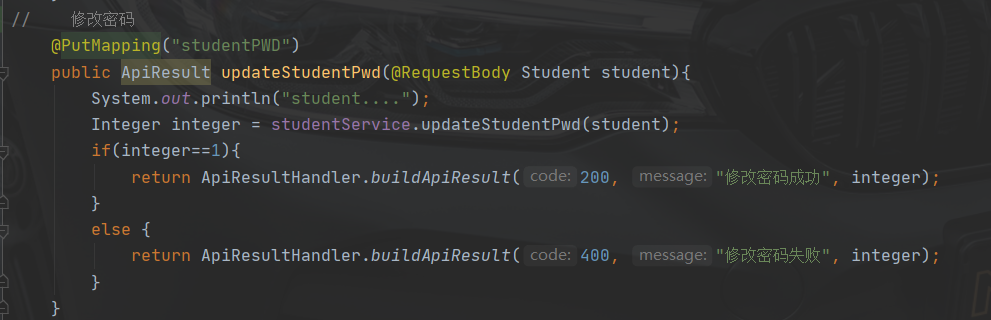 //    修改密码
    @PutMapping("studentPWD")
    public ApiResult updateStudentPwd(@RequestBody Student student){
        System.out.println("student....");
        Integer integer = studentService.updateStudentPwd(student);
        if(integer==1){
            return ApiResultHandler.buildApiResult( code: 200, message: "修改密码成功", integer);
        }
        else {
            return ApiResultHandler.buildApiResult( code: 400, message: "修改密码失败", integer);
        }
    }